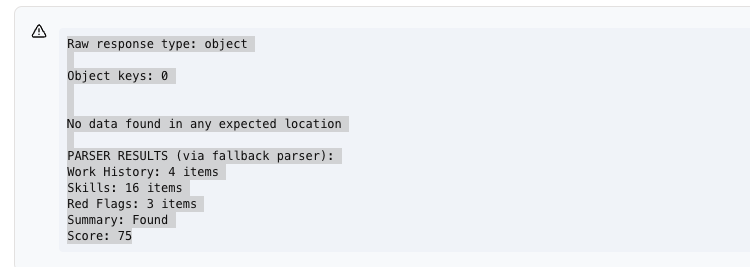 Raw response type: object
Object keys: 0
No data found in any expected location
PARSER RESULTS (via fallback parser):
Work History: 4 items
Skills: 16 items
Red Flags: 3 items
Summary: Found
Score: 75